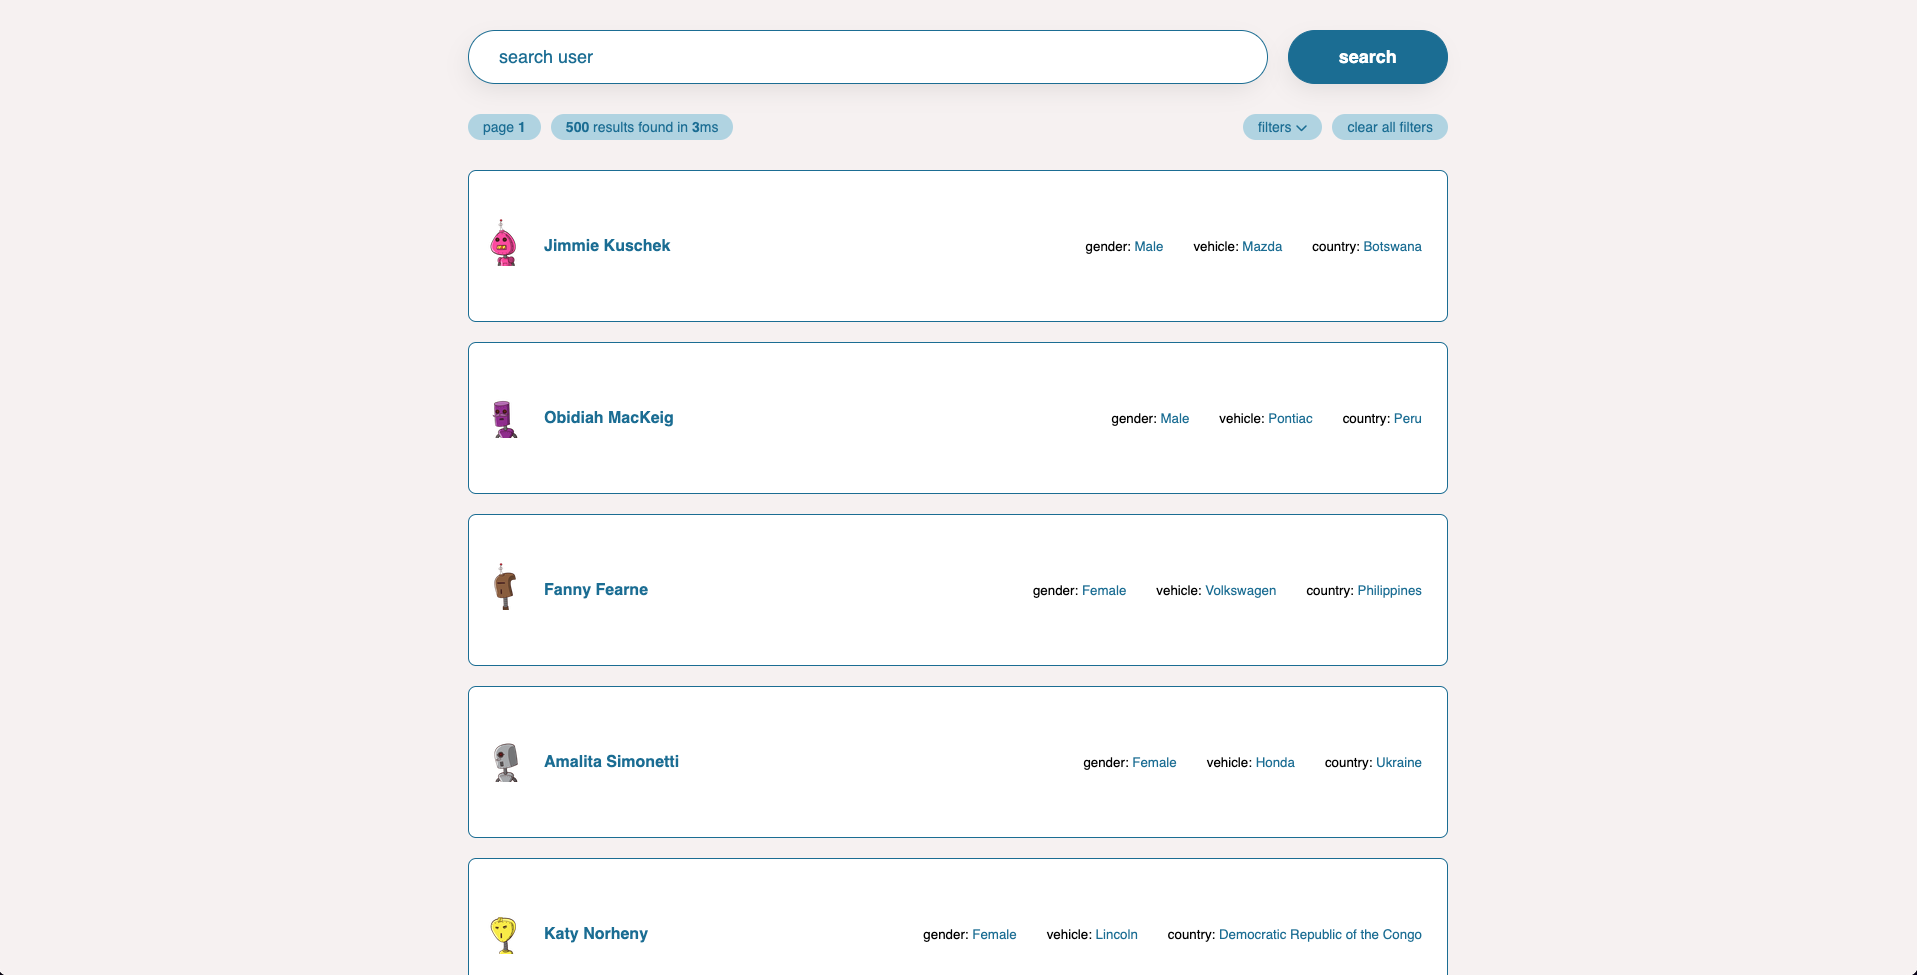 search user
search
page 1
500 results found in 3ms
filters
clear all filters
Jimmie Kuschek
gender: Male
vehicle: Mazda
country: Botswana
Obidiah MacKeig
gender: Male
vehicle: Pontiac
country: Peru
Fanny Fearne
gender: Female
vehicle: Volkswagen
country: Philippines
Amalita Simonetti
gender: Female
vehicle: Honda
country: Ukraine
Katy Norheny
gender: Female
vehicle: Lincoln
country: Democratic Republic of the Congo